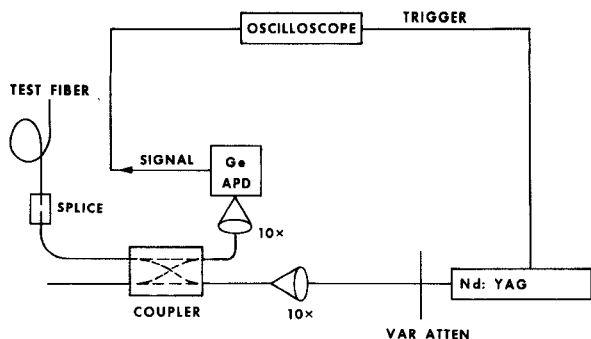 OSCILLOSCOPE
TRIGGER
TEST FIBER
SIGNAL
Ge
APD
SPLICE
10×
COUPLER
10×
Nd: YAG
VAR ATTEN